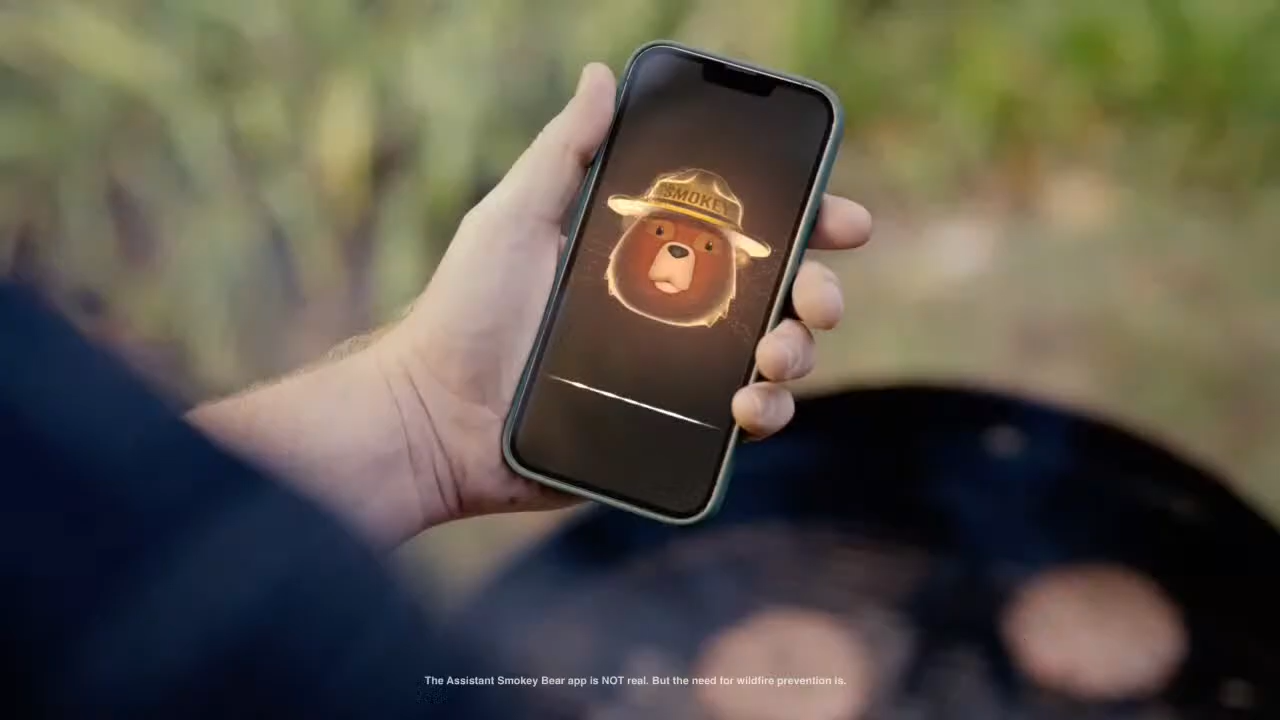 SMOKEY
The Assistant Smokey Bear app is NOT real. But the need for wildfire prevention is.